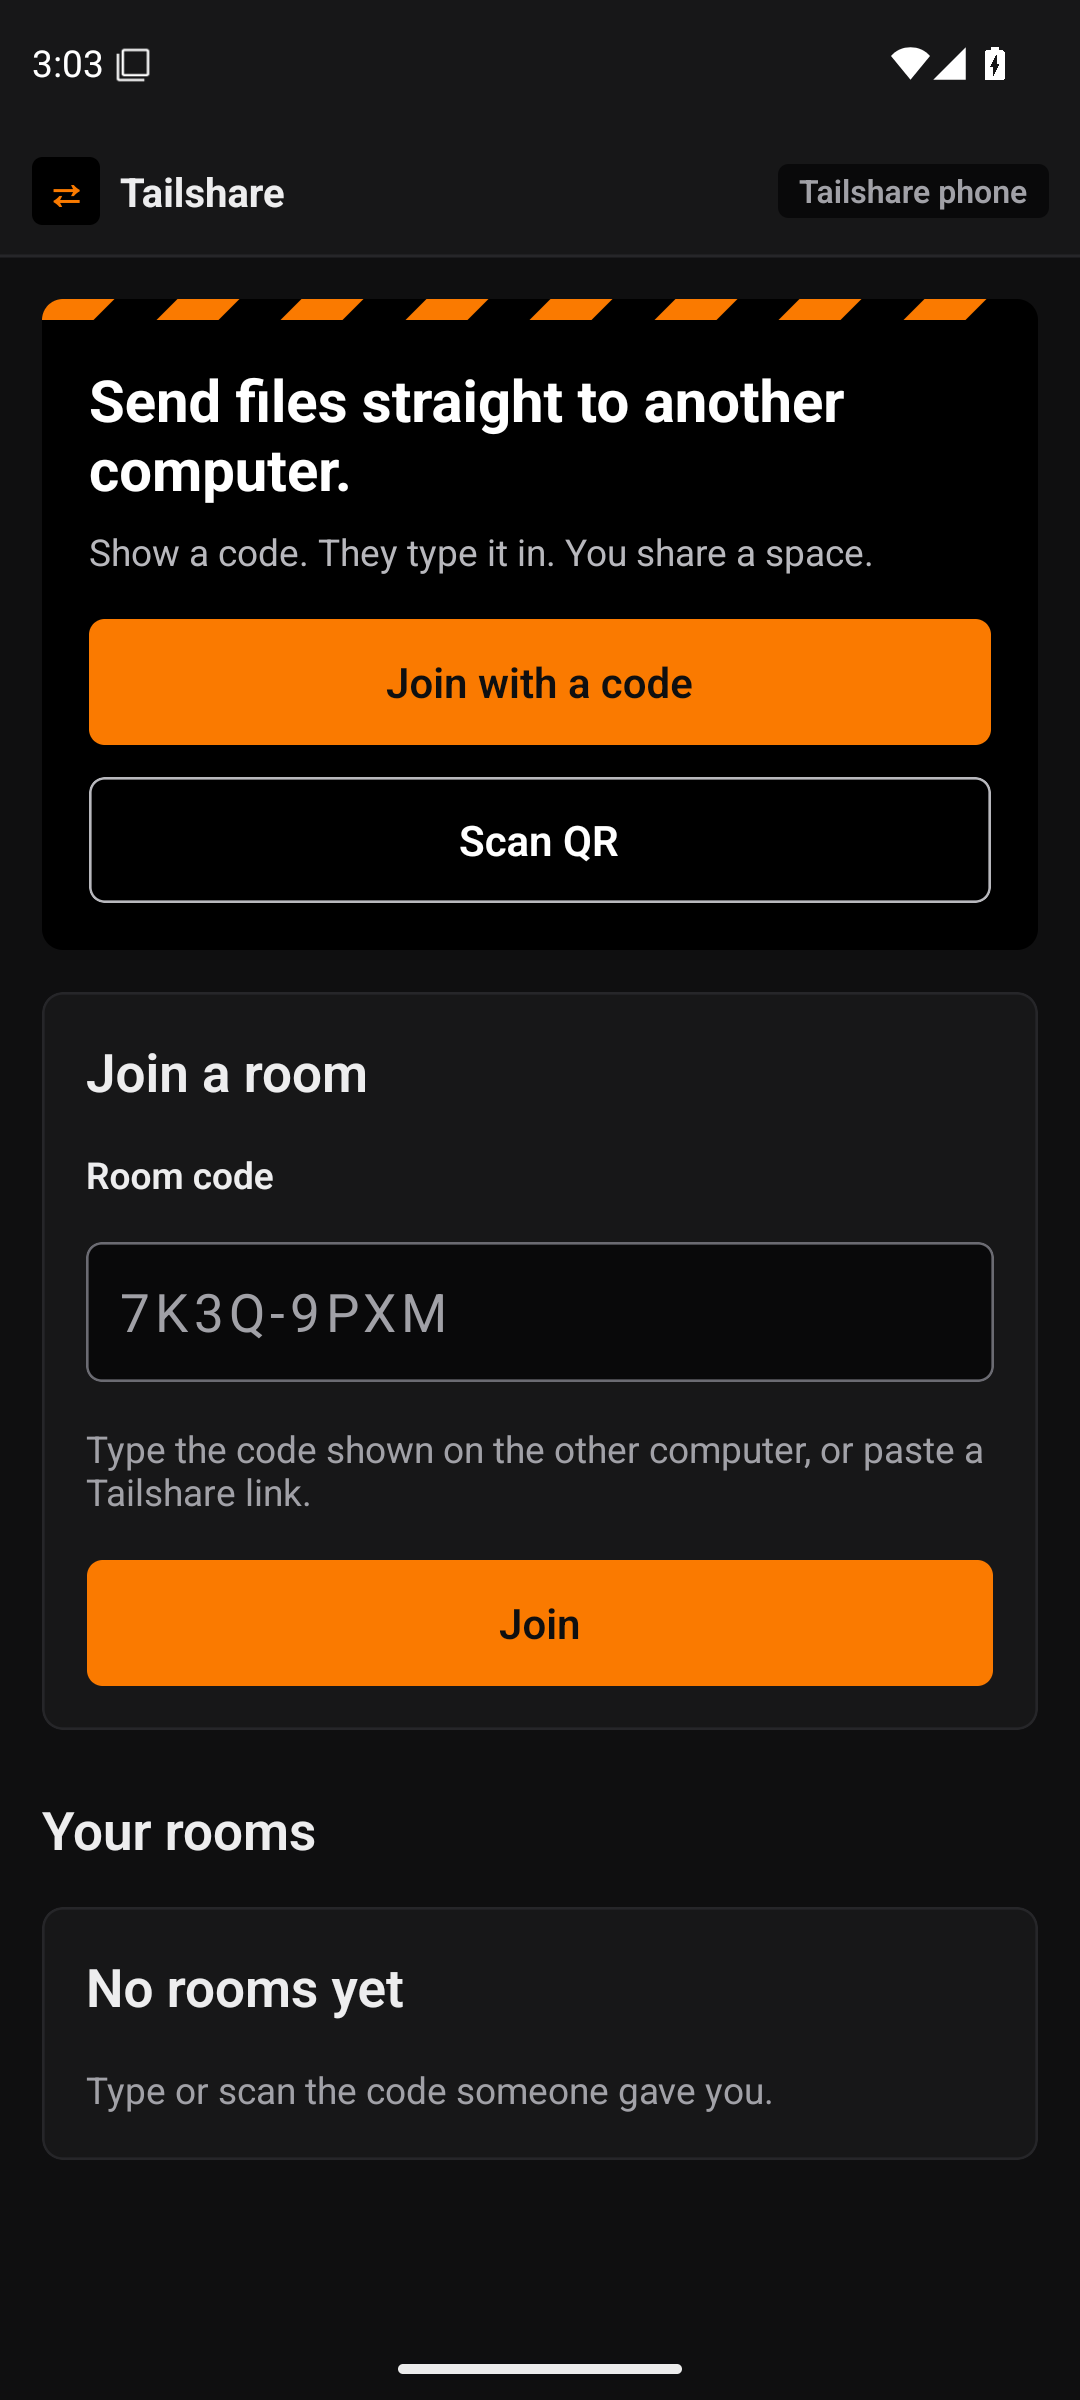 3:03
Tailshare
Tailshare phone
Send files straight to another
computer.
Show a code. They type it in. You share a space.
Join with a code
Scan QR
Join a room
Room code
7K3Q-9PXM
Type the code shown on the other computer, or paste a
Tailshare link.
Join
Your rooms
No rooms yet
Type or scan the code someone gave you.